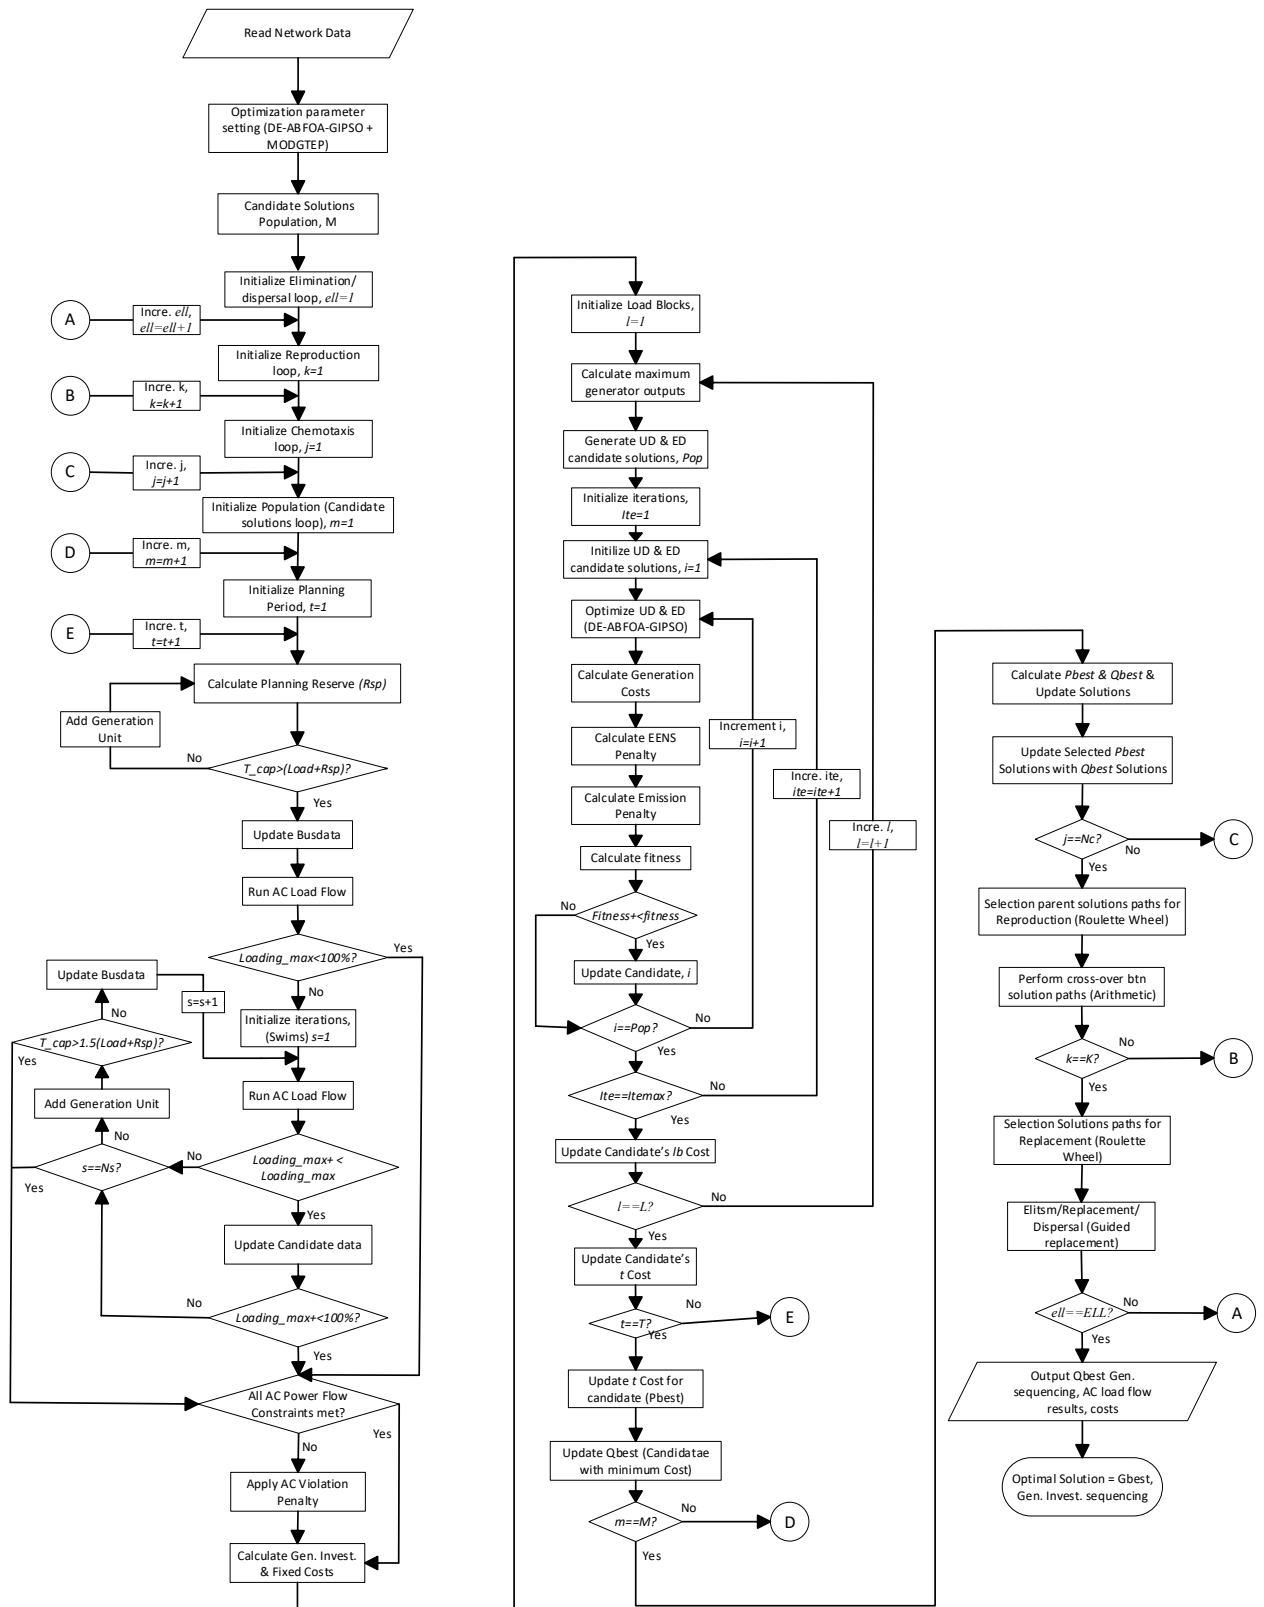 Read Network Data
Optimization parameter
setting (DE-ABFOA-GIPSO +
MODGTEP)
Candidate Solutions
Population, M
Initialize Elimination/
dispersal loop, ell=1
A
Incre. ell,
ell=ell+1
Initialize Reproduction
loop, k=1
B
Incre. k,
k=k+1
Initialize Chemotaxis
loop, j=1
C
Incre. j,
j=j+1
Initialize Population (Candidate
solutions loop), m=1
D
Incre. m,
m=m+1
Initialize Planning
Period, t=1
E
Incre. t,
t=t+1
Calculate Planning Reserve (Rsp)
Add Generation
Unit
No
T_cap>(Load+Rsp)?
Yes
Update Busdata
Run AC Load Flow
Loading_max<100%?
Yes
No
Update Busdata
s=s+1
Initialize iterations,
(Swims) s=1
No
T_cap>1.5(Load+Rsp)?
Yes
Run AC Load Flow
Add Generation Unit
No
s==Ns?
Yes
No
Loading_max+ <
Loading_max
Yes
Update Candidate data
No
Loading_max+<100%?
Yes
All AC Power Flow
Constraints met?
Yes
No
Apply AC Violation
Penalty
Calculate Gen. Invest.
& Fixed Costs
Initialize Load Blocks,
l=1
Calculate maximum
generator outputs
Generate UD & ED
candidate solutions, Pop
Initialize iterations,
Ite=1
Initilize UD & ED
candidate solutions, i=1
Optimize UD & ED
(DE-ABFOA-GIPSO)
Calculate Generation
Costs
Increment i,
i=i+1
Calculate EENS
Penalty
Incre. ite,
ite=ite+1
Calculate Emission
Penalty
Incre. l,
l=l+1
Calculate fitness
No
Fitness+<fitness
Yes
Update Candidate, i
i==Pop?
No
Yes
Ite==Itemax?
No
Yes
Update Candidate's lb Cost
l==L?
No
Yes
Update Candidate's
t Cost
t==T?
No
Yes
E
Update t Cost for
candidate (Pbest)
Update Qbest (Candidatae
with minimum Cost)
m==M?
No
D
Yes
Calculate Pbest & Qbest &
Update Solutions
Update Selected Pbest
Solutions with Qbest Solutions
j==Nc?
No
C
Yes
Selection parent solutions paths for
Reproduction (Roulette Wheel)
Perform cross-over btn
solution paths (Arithmetic)
k==K?
No
B
Yes
Selection Solutions paths for
Replacement (Roulette
Wheel)
Elitsm/Replacement/
Dispersal (Guided
replacement)
ell==ELL?
No
A
Yes
Output Qbest Gen.
sequencing, AC load flow
results, costs
Optimal Solution = Gbest,
Gen. Invest. sequencing